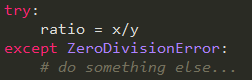 try:
    ratio = x/y
except ZeroDivisionError:
    # do something else...